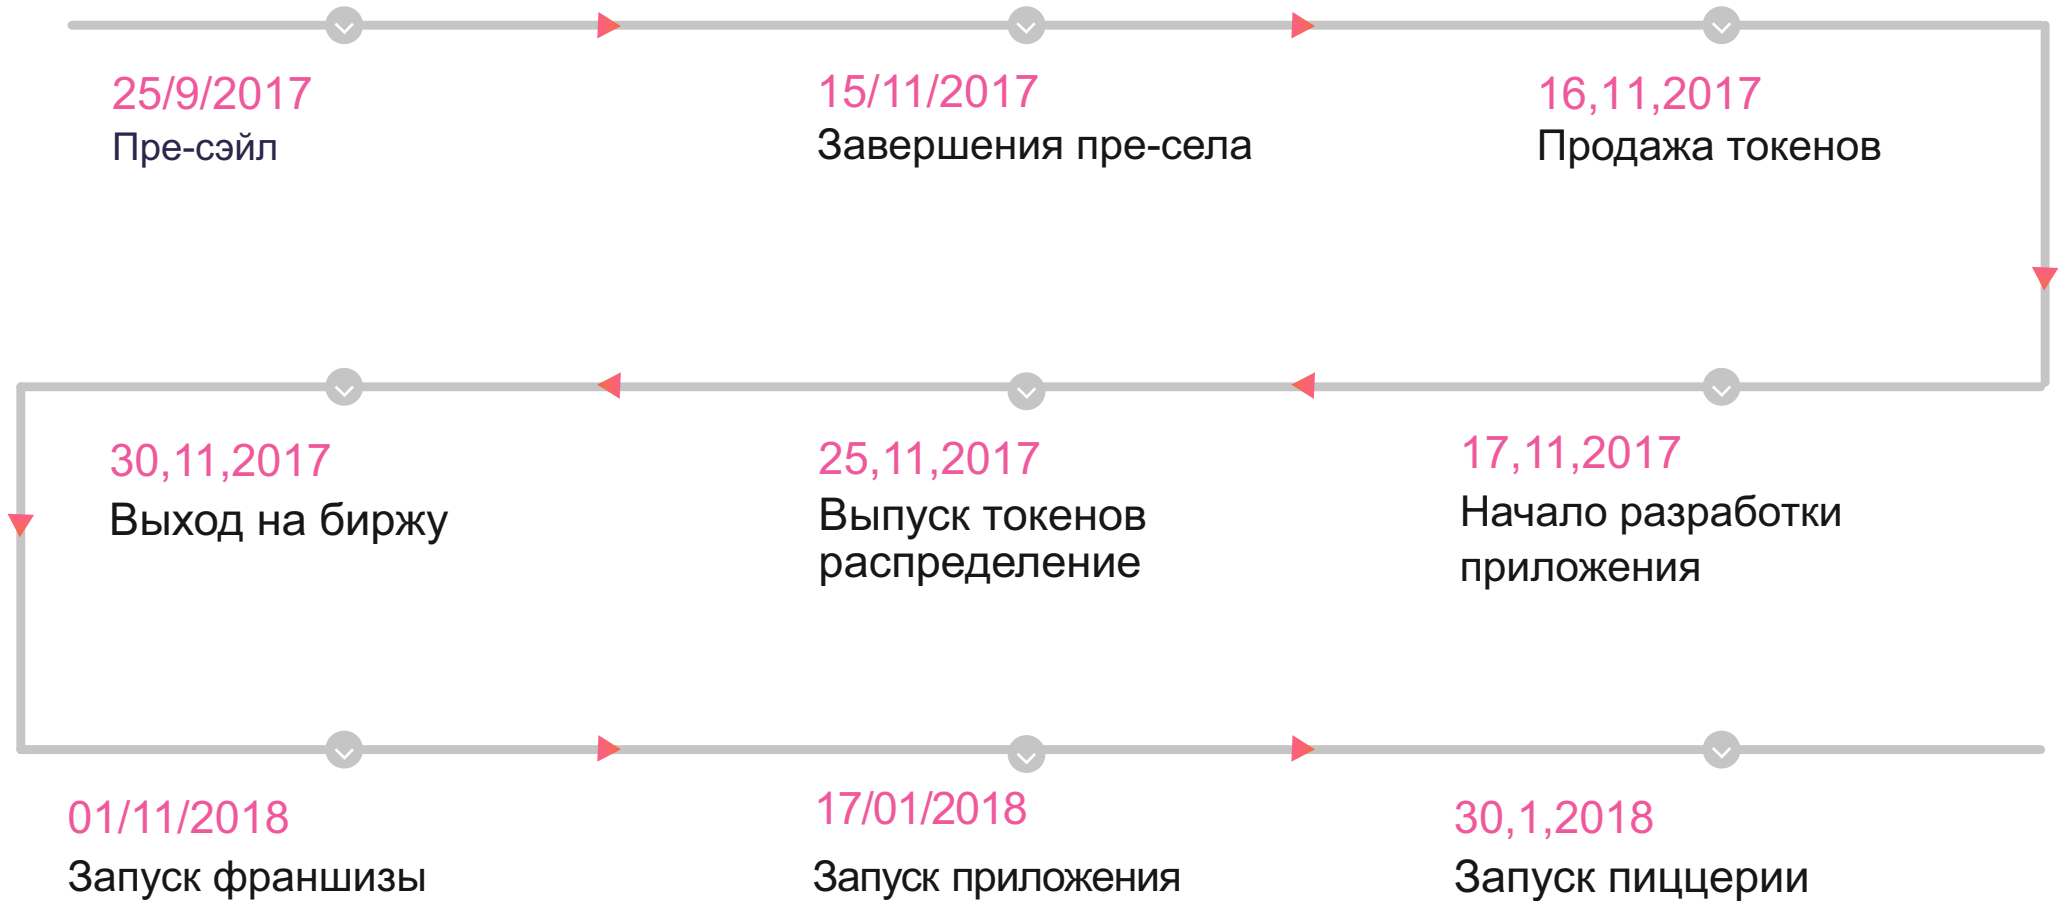 25/9/2017
Пре-сэйл
15/11/2017
Завершения пре-села
16,11,2017
Продажа токенов
30,11,2017
Выход на биржу
25,11,2017
Выпуск токенов
распределение
17,11,2017
Начало разработки
приложения
01/11/2018
Запуск франшизы
17/01/2018
Запуск приложения
30,1,2018
Запуск пиццерии